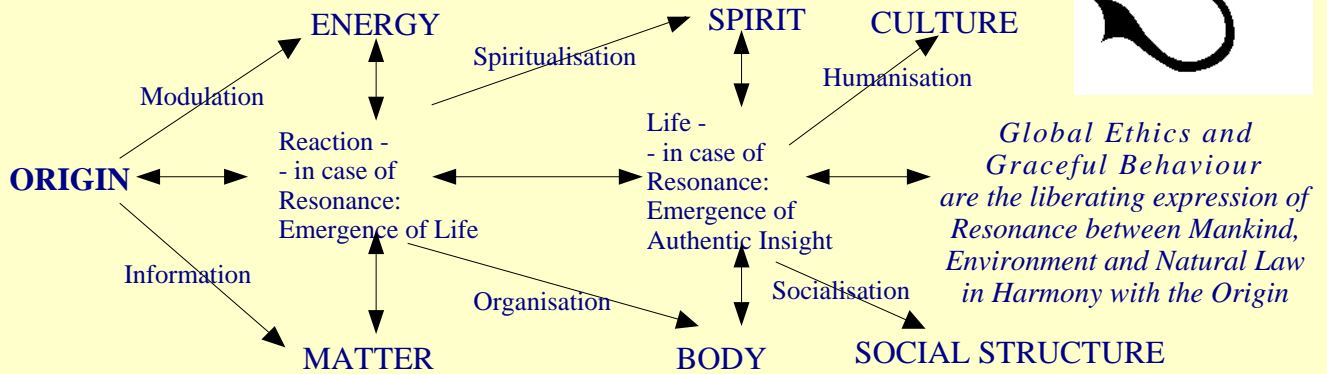 ENERGY
SPIRIT
CULTURE
Spiritualisation
Humanisation
Modulation
Reaction -
- in case of
Resonance:
Emergence of Life
Life -
- in case of
Resonance:
Emergence of
Authentic Insight
Global Ethics and
Graceful Behaviour
are the liberating expression of
Resonance between Mankind,
Environment and Natural Law
in Harmony with the Origin
ORIGIN
Information
Organisation
Socialisation
MATTER
BODY
SOCIAL STRUCTURE